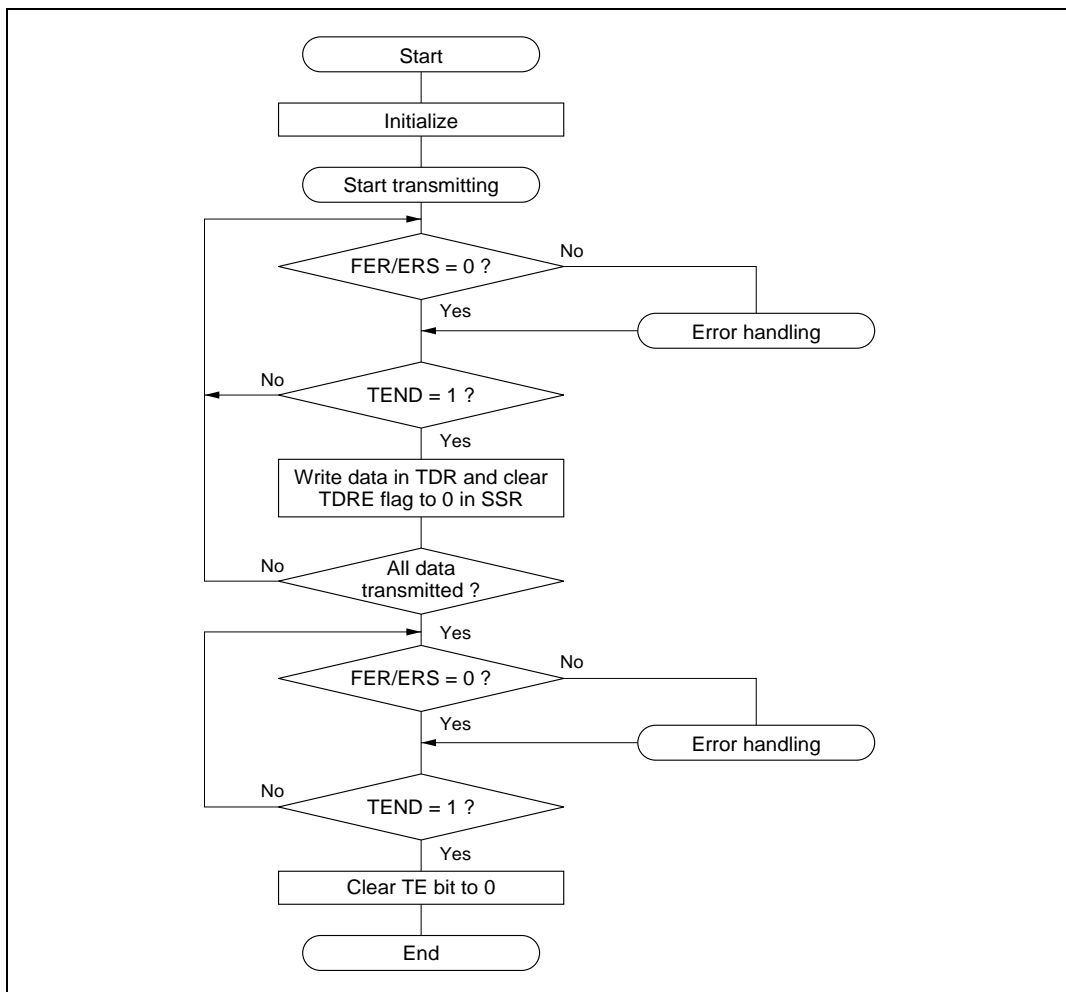 Start
Initialize
Start transmitting
FER/ERS = 0 ?
No
Yes
Error handling
No
TEND = 1 ?
Yes
Write data in TDR and clear
TDRE flag to 0 in SSR
No
All data
transmitted ?
Yes
FER/ERS = 0 ?
No
Yes
Error handling
No
TEND = 1 ?
Yes
Clear TE bit to 0
End